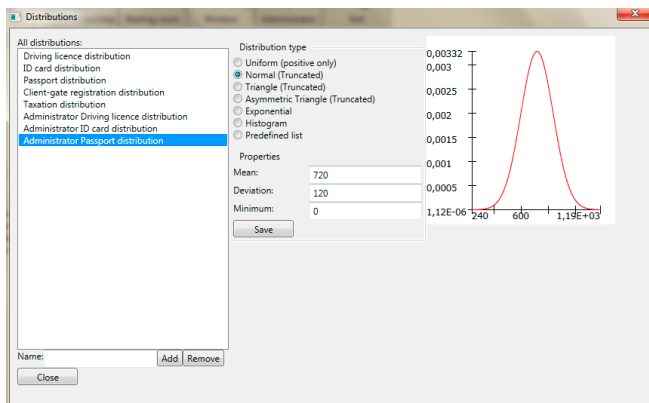 Distributions
All distributions:
Driving licence distribution
ID card distribution
Passport distribution
Client-gate registration distribution
Taxation distribution
Administrator Driving licence distribution
Administrator ID card distribution
Administrator Passport distribution
Name:
Add
Remove
Close
Distribution type
Uniform (positive only)
Normal (Truncated)
Triangle (Truncated)
Asymmetric Triangle (Truncated)
Exponential
Histogram
Predefined list
Properties
Mean: 720
Deviation: 120
Minimum: 0
Save
0,00332
0,003
0,0025
0,002
0,0015
0,001
0,0005
1,12E-06
240 600 1,19E+03